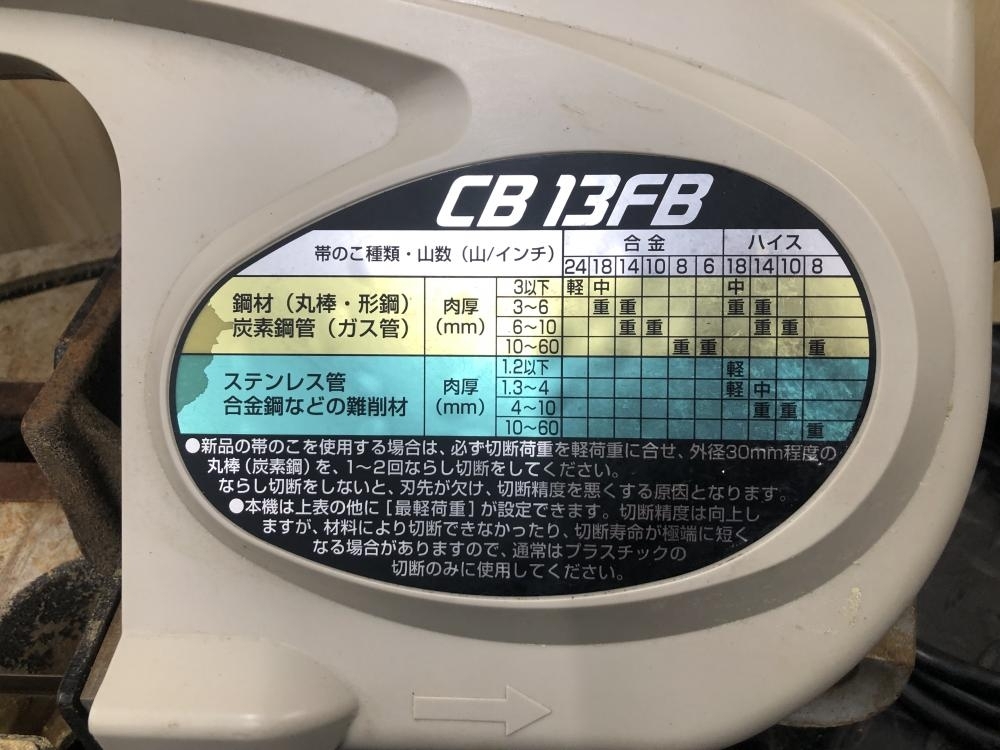 CB 13FB
帯のこ種類・山数（山/インチ） 合金 ハイス
24 18 14 10 8 6 18 14 10 8
鋼材（丸棒・形鋼）
炭素鋼管（ガス管）
肉厚
（mm）
3以下 軽 中 中
3〜6 重 重 重 重
6〜10 重 重 重 重
10〜60 重 重 重
ステンレス管
合金鋼などの難削材
肉厚
（mm）
1.2以下 軽
1.3〜4 軽 中
4〜10 重 重
10〜60 重
●新品の帯のこを使用する場合は、必ず切断荷重を軽荷重に合せ、外径30mm程度の
丸棒（炭素鋼）を、1〜2回ならし切断をしてください。
ならし切断をしないと、刃先が欠け、切断精度を悪くする原因となります。
●本機は上表の他に［最軽荷重］が設定できます。切断精度は向上し
ますが、材料により切断できなかったり、切断寿命が極端に短く
なる場合がありますので、通常はプラスチックの
切断のみに使用してください。